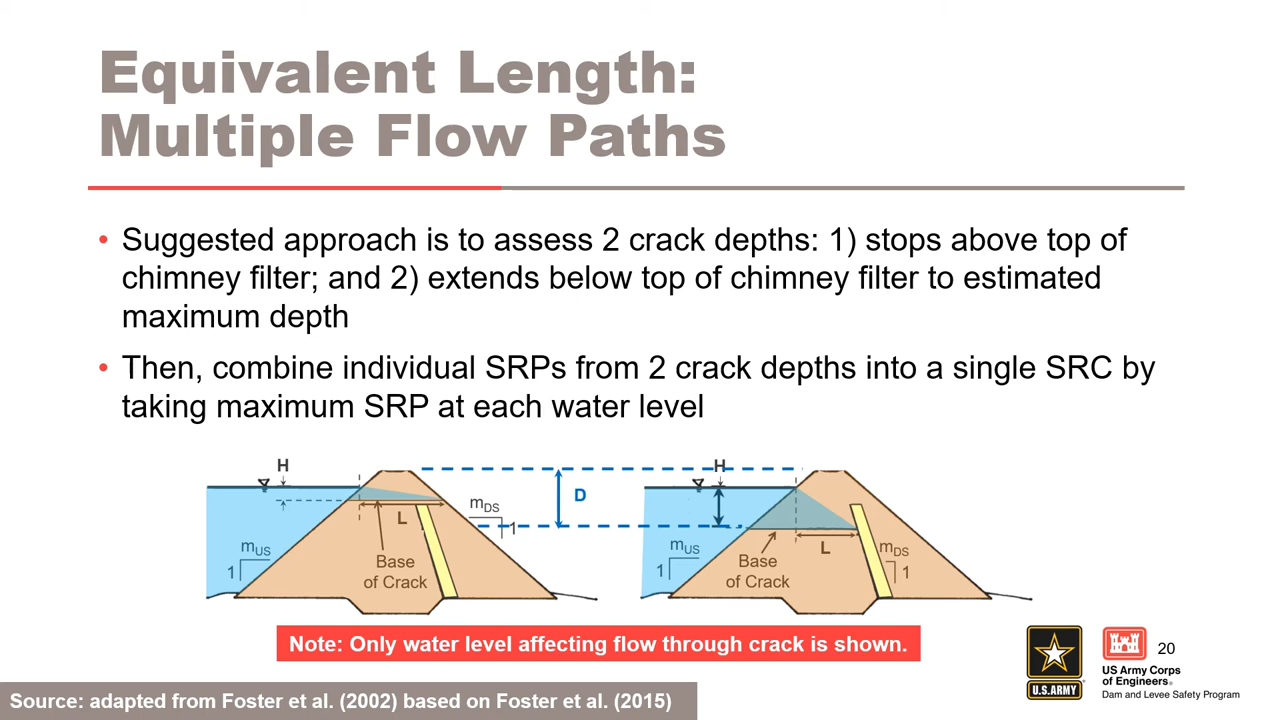 Equivalent Length:
Multiple Flow Paths
• Suggested approach is to assess 2 crack depths: 1) stops above top of
chimney filter; and 2) extends below top of chimney filter to estimated
maximum depth
• Then, combine individual SRPs from 2 crack depths into a single SRC by
taking maximum SRP at each water level
H
L
mUS
1
Base
of Crack
mDS
1
D
H
L
mUS
1
Base
of Crack
mDS
1
Note: Only water level affecting flow through crack is shown.
U.S.ARMY
US Army Corps
of Engineers®
Dam and Levee Safety Program
20
Source: adapted from Foster et al. (2002) based on Foster et al. (2015)